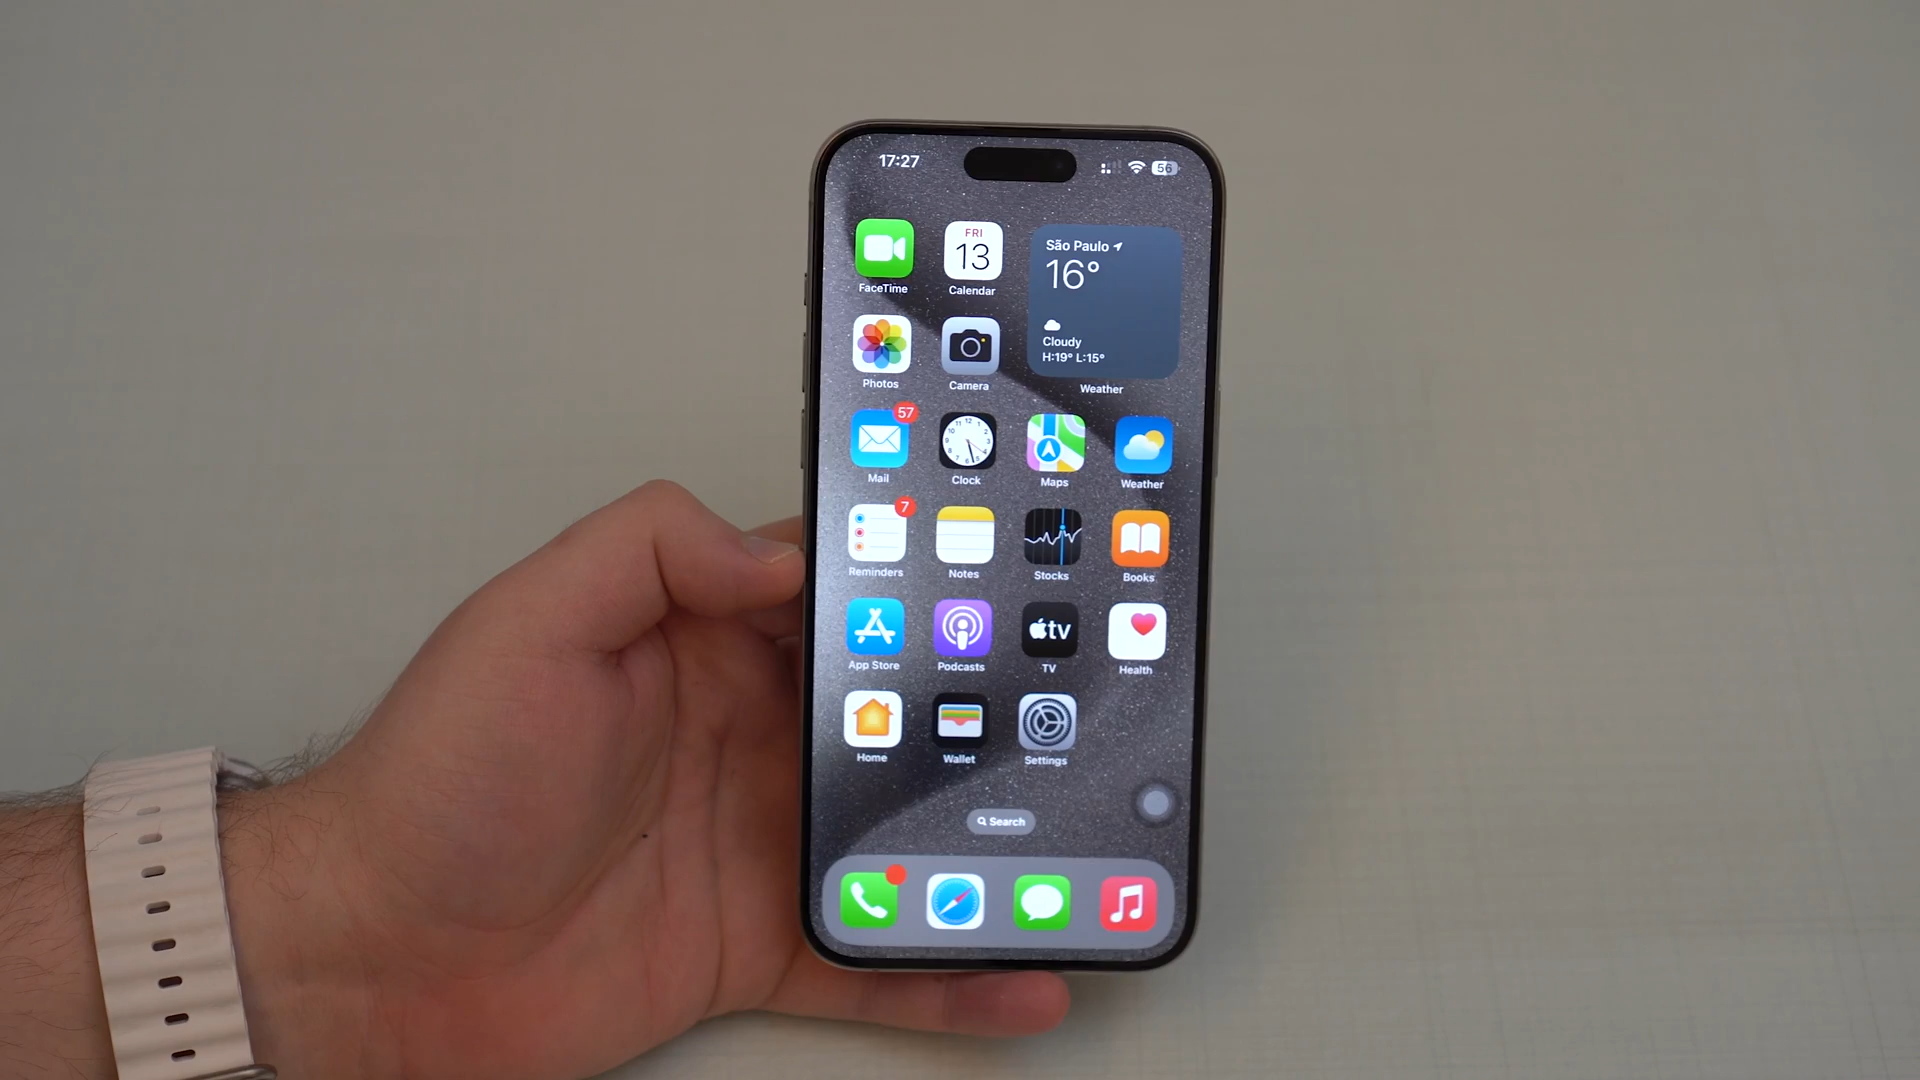 17:27
56
FRI
13
São Paulo
16°
Cloudy
H:19° L:15°
FaceTime
Calendar
Photos
Camera
Weather
57
Mail
Clock
Maps
Weather
7
Reminders
Notes
Stocks
Books
tv
App Store
Podcasts
TV
Health
Home
Wallet
Settings
Search